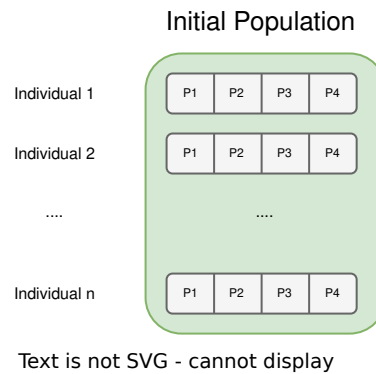 Initial Population
Individual 1 P1 P2 P3 P4
Individual 2 P1 P2 P3 P4
.... ....
Individual n P1 P2 P3 P4
Text is not SVG - cannot display